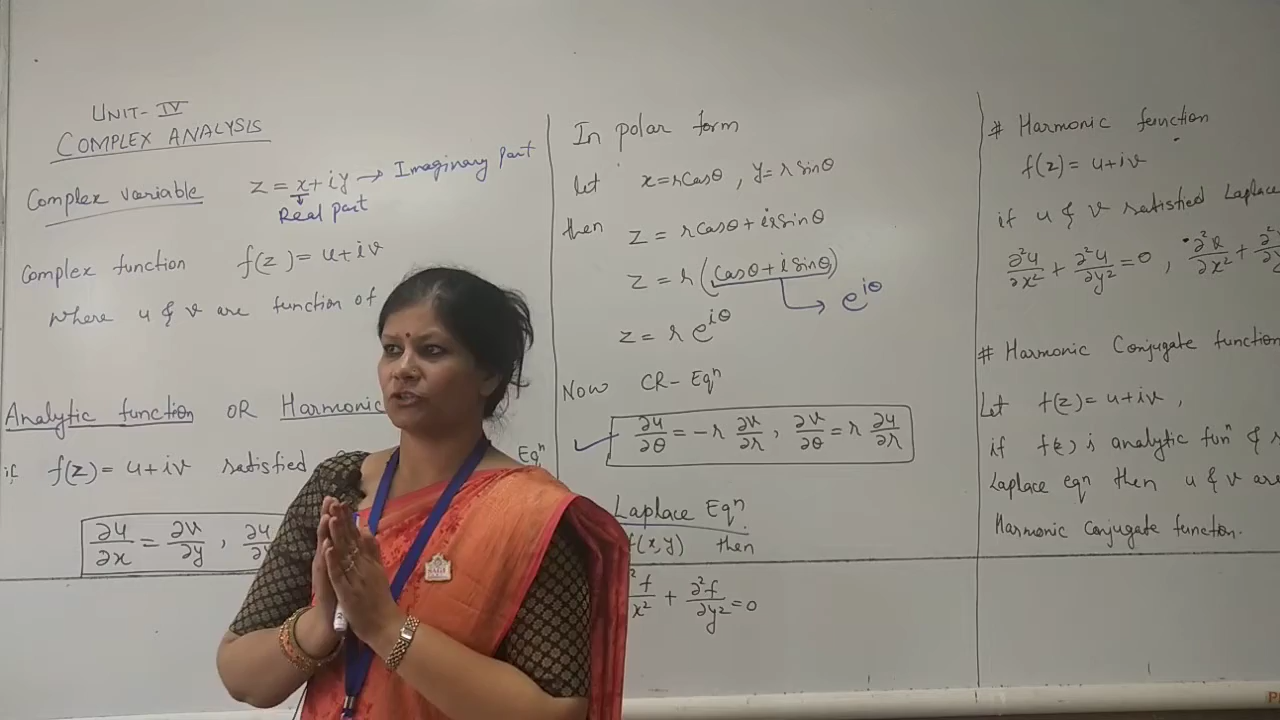 UNIT- IV
COMPLEX ANALYSIS
Complex variable z = x + iy → Imaginary part
Real part
Complex function f(z) = u + iv
where u & v are function of
Analytic function OR Harmonic
if f(z) = u + iv satisfied Eqⁿ
∂u/∂x = ∂v/∂y , ∂u
In polar form
let x = r cosθ , y = r sinθ
then z = r cosθ + ir sinθ
z = r (cosθ + i sinθ)
→ e^{iθ}
z = r e^{iθ}
Now CR- Eqⁿ
∂u/∂θ = -r ∂v/∂r , ∂v/∂θ = r ∂u/∂r
Laplace Eqⁿ
f(x,y) then
²f/x² + ∂²f/∂y² = 0
# Harmonic function
f(z) = u + iv
if u & v satisfied Laplace
∂²u/∂x² + ∂²u/∂y² = 0 , ∂²v/∂x² + ∂²
# Harmonic Conjugate function
Let f(z) = u + iv ,
if f(z) is analytic funⁿ &
Laplace eqⁿ then u & v are
Harmonic conjugate function.